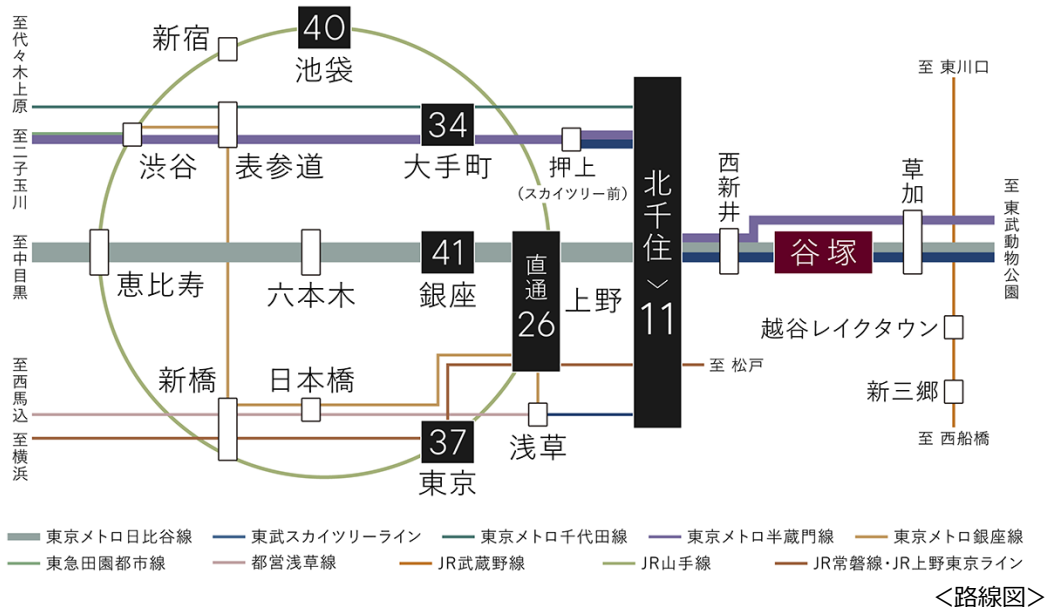 至代々木上原
至二子玉川
至中目黒
至西馬込
至横浜
新宿
40
池袋
渋谷
表参道
34
大手町
押上
(スカイツリー前)
恵比寿
六本木
41
銀座
直通
26
上野
北千住
11
西新井
谷塚
草加
至 東川口
至 東武動物公園
越谷レイクタウン
新三郷
至 西船橋
至 松戸
新橋
日本橋
37
東京
浅草
東京メトロ日比谷線
東武スカイツリーライン
東京メトロ千代田線
東京メトロ半蔵門線
東京メトロ銀座線
東急田園都市線
都営浅草線
JR武蔵野線
JR山手線
JR常磐線・JR上野東京ライン
＜路線図＞